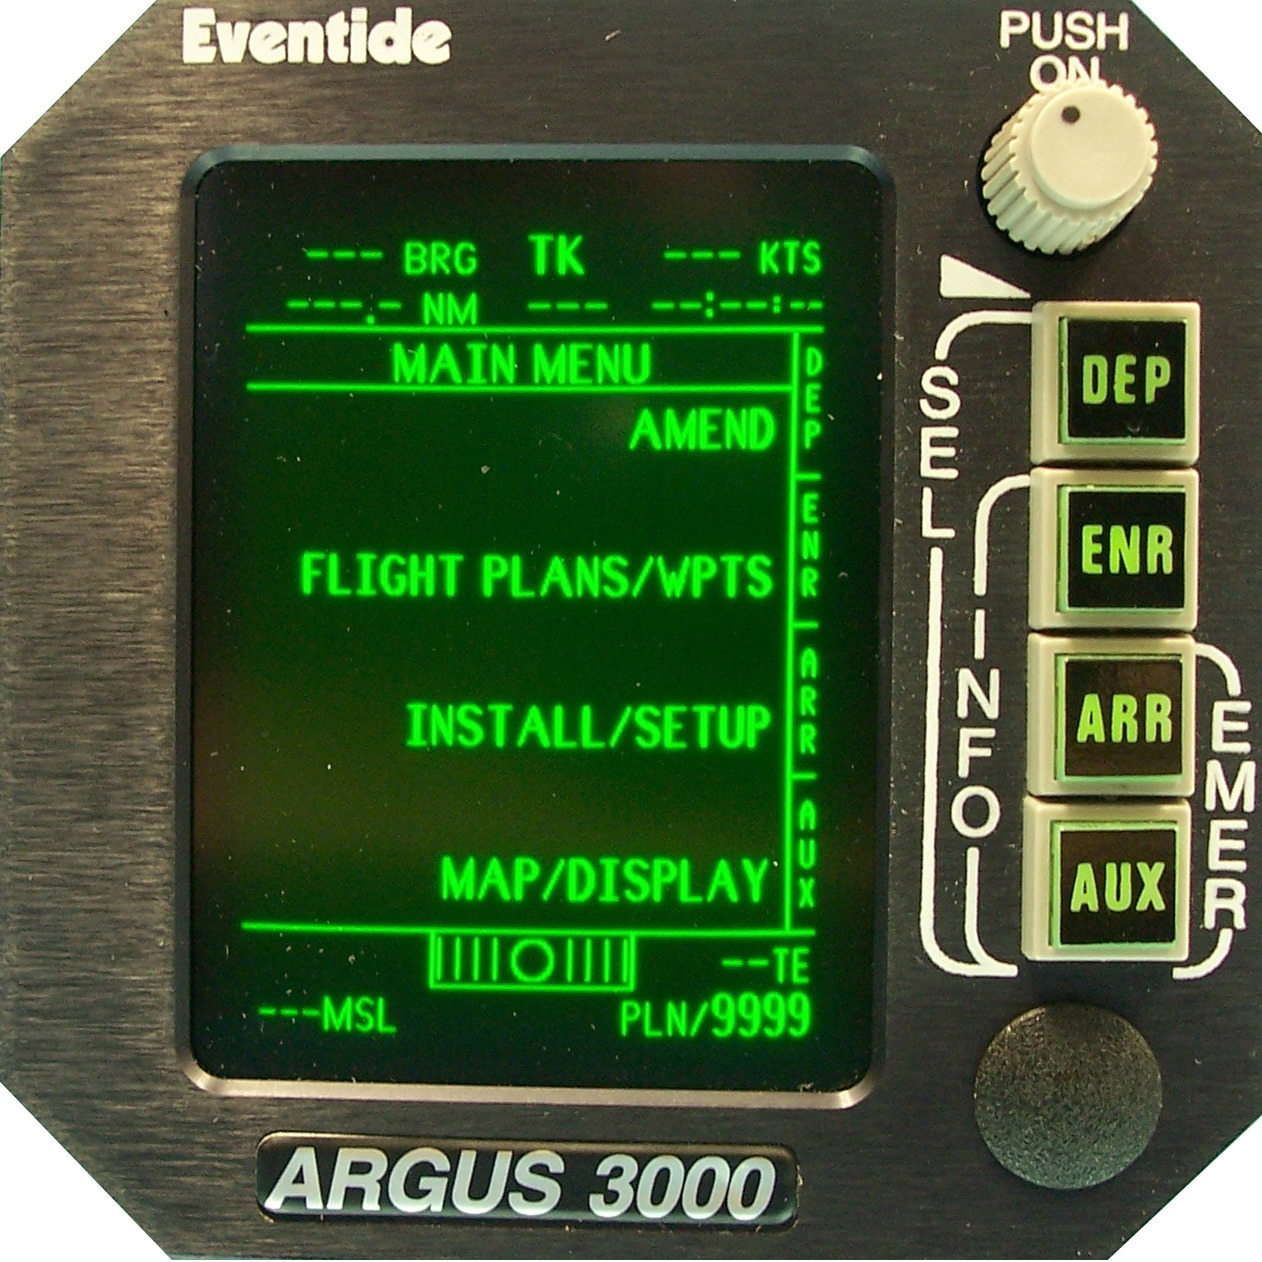 Eventide
PUSH
ON
--- BRG TK --- KTS
---.- NM --- --:--:--
MAIN MENU
AMEND
FLIGHT PLANS/WPTS
INSTALL/SETUP
MAP/DISPLAY
DEP
ENR
ARR
AUX
--TE
---MSL PLN/9999
SEL
INFO
DEP
ENR
ARR
AUX
EMER
ARGUS 3000